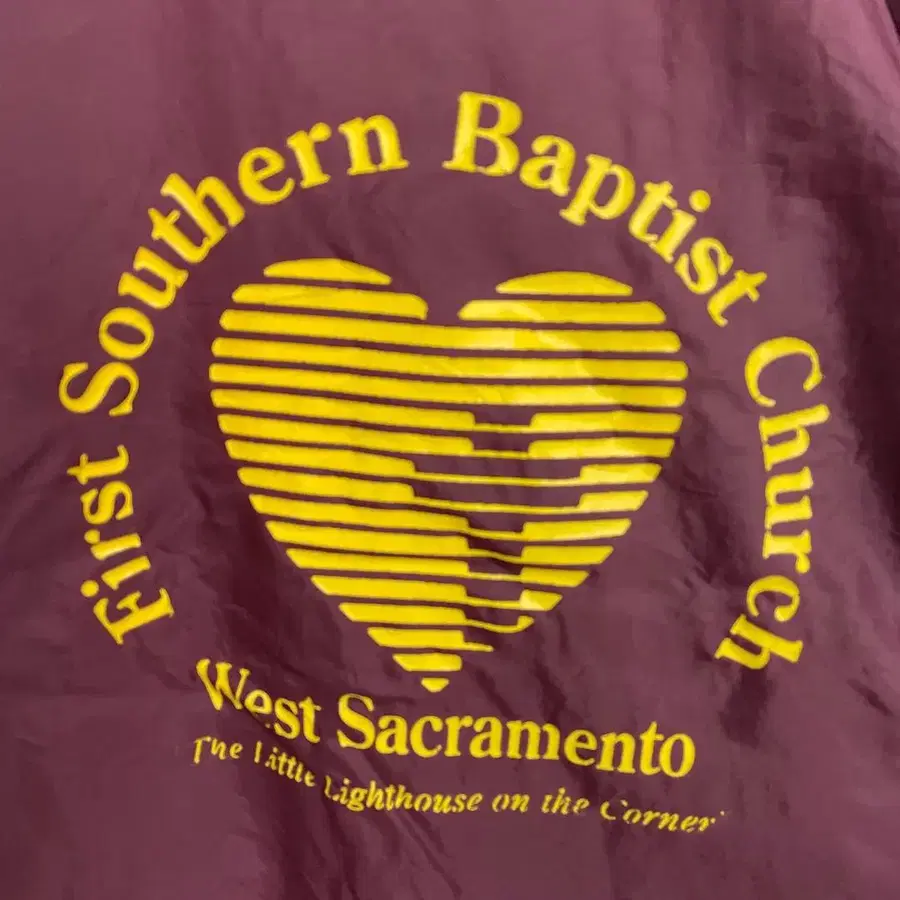 First Southern Baptist Church
West Sacramento
The Little Lighthouse on the Corner